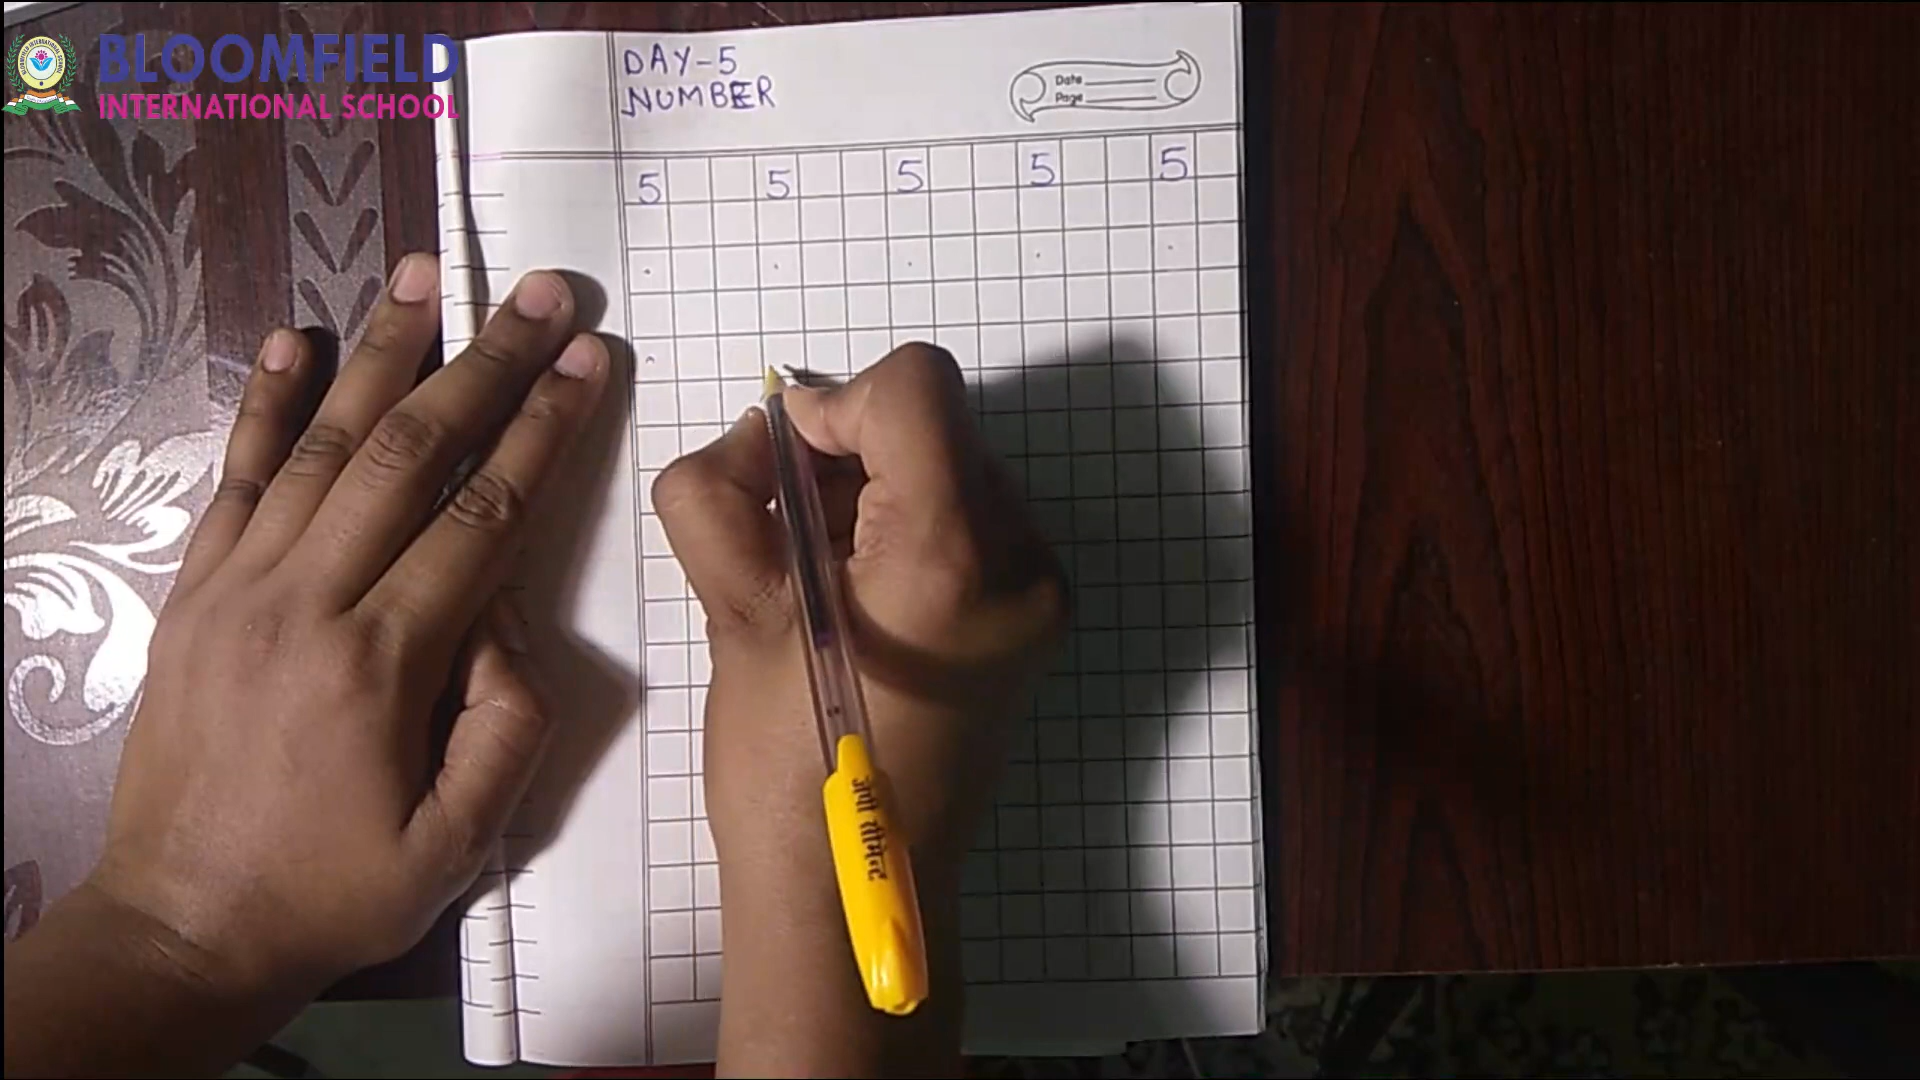 BLOOMFIELD
INTERNATIONAL SCHOOL
DAY-5
NUMBER
Date
Page
5 5 5 5 5